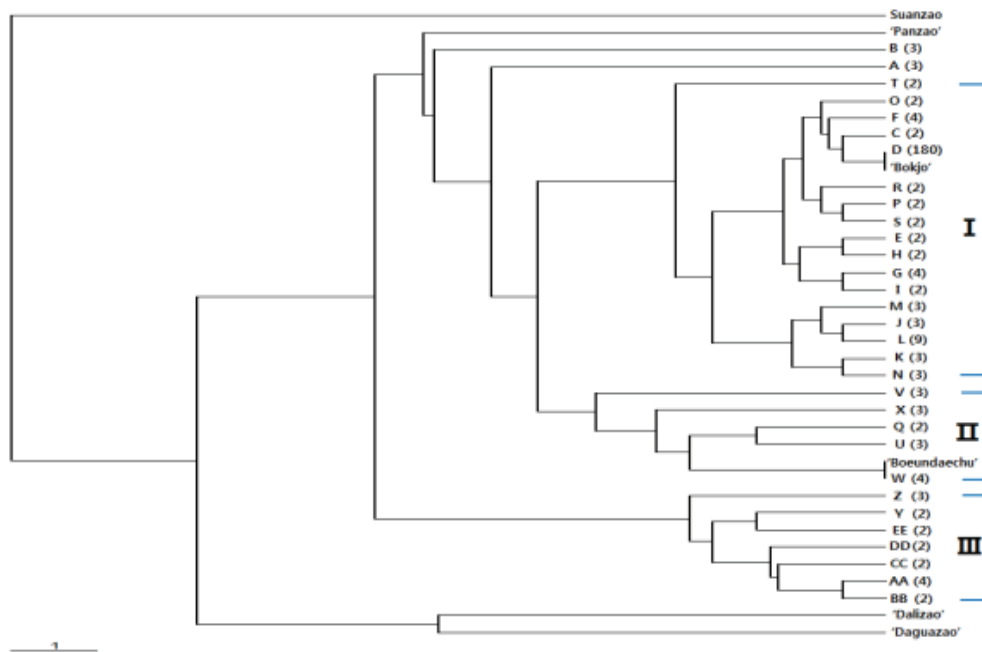 Suanzao
'Panzao'
B (3)
A (3)
T (2)
O (2)
F (4)
C (2)
D (180)
'Bokjo'
R (2)
P (2)
S (2)
I
E (2)
H (2)
G (4)
I (2)
M (3)
J (3)
L (9)
K (3)
N (3)
V (3)
X (3)
Q (2)
II
U (3)
'Boeundaechu'
W (4)
Z (3)
Y (2)
EE (2)
DD (2)
III
CC (2)
AA (4)
BB (2)
'Dalizao'
'Daguazao'
1